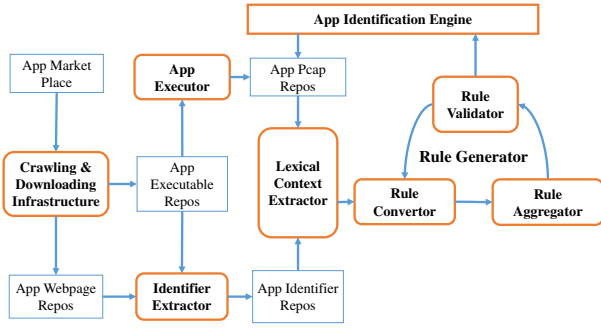 App Identification Engine
App Market
Place
App
Executor
App Pcap
Repos
Rule
Validator
Crawling &
Downloading
Infrastructure
App
Executable
Repos
Lexical
Context
Extractor
Rule Generator
Rule
Convertor
Rule
Aggregator
App Webpage
Repos
Identifier
Extractor
App Identifier
Repos